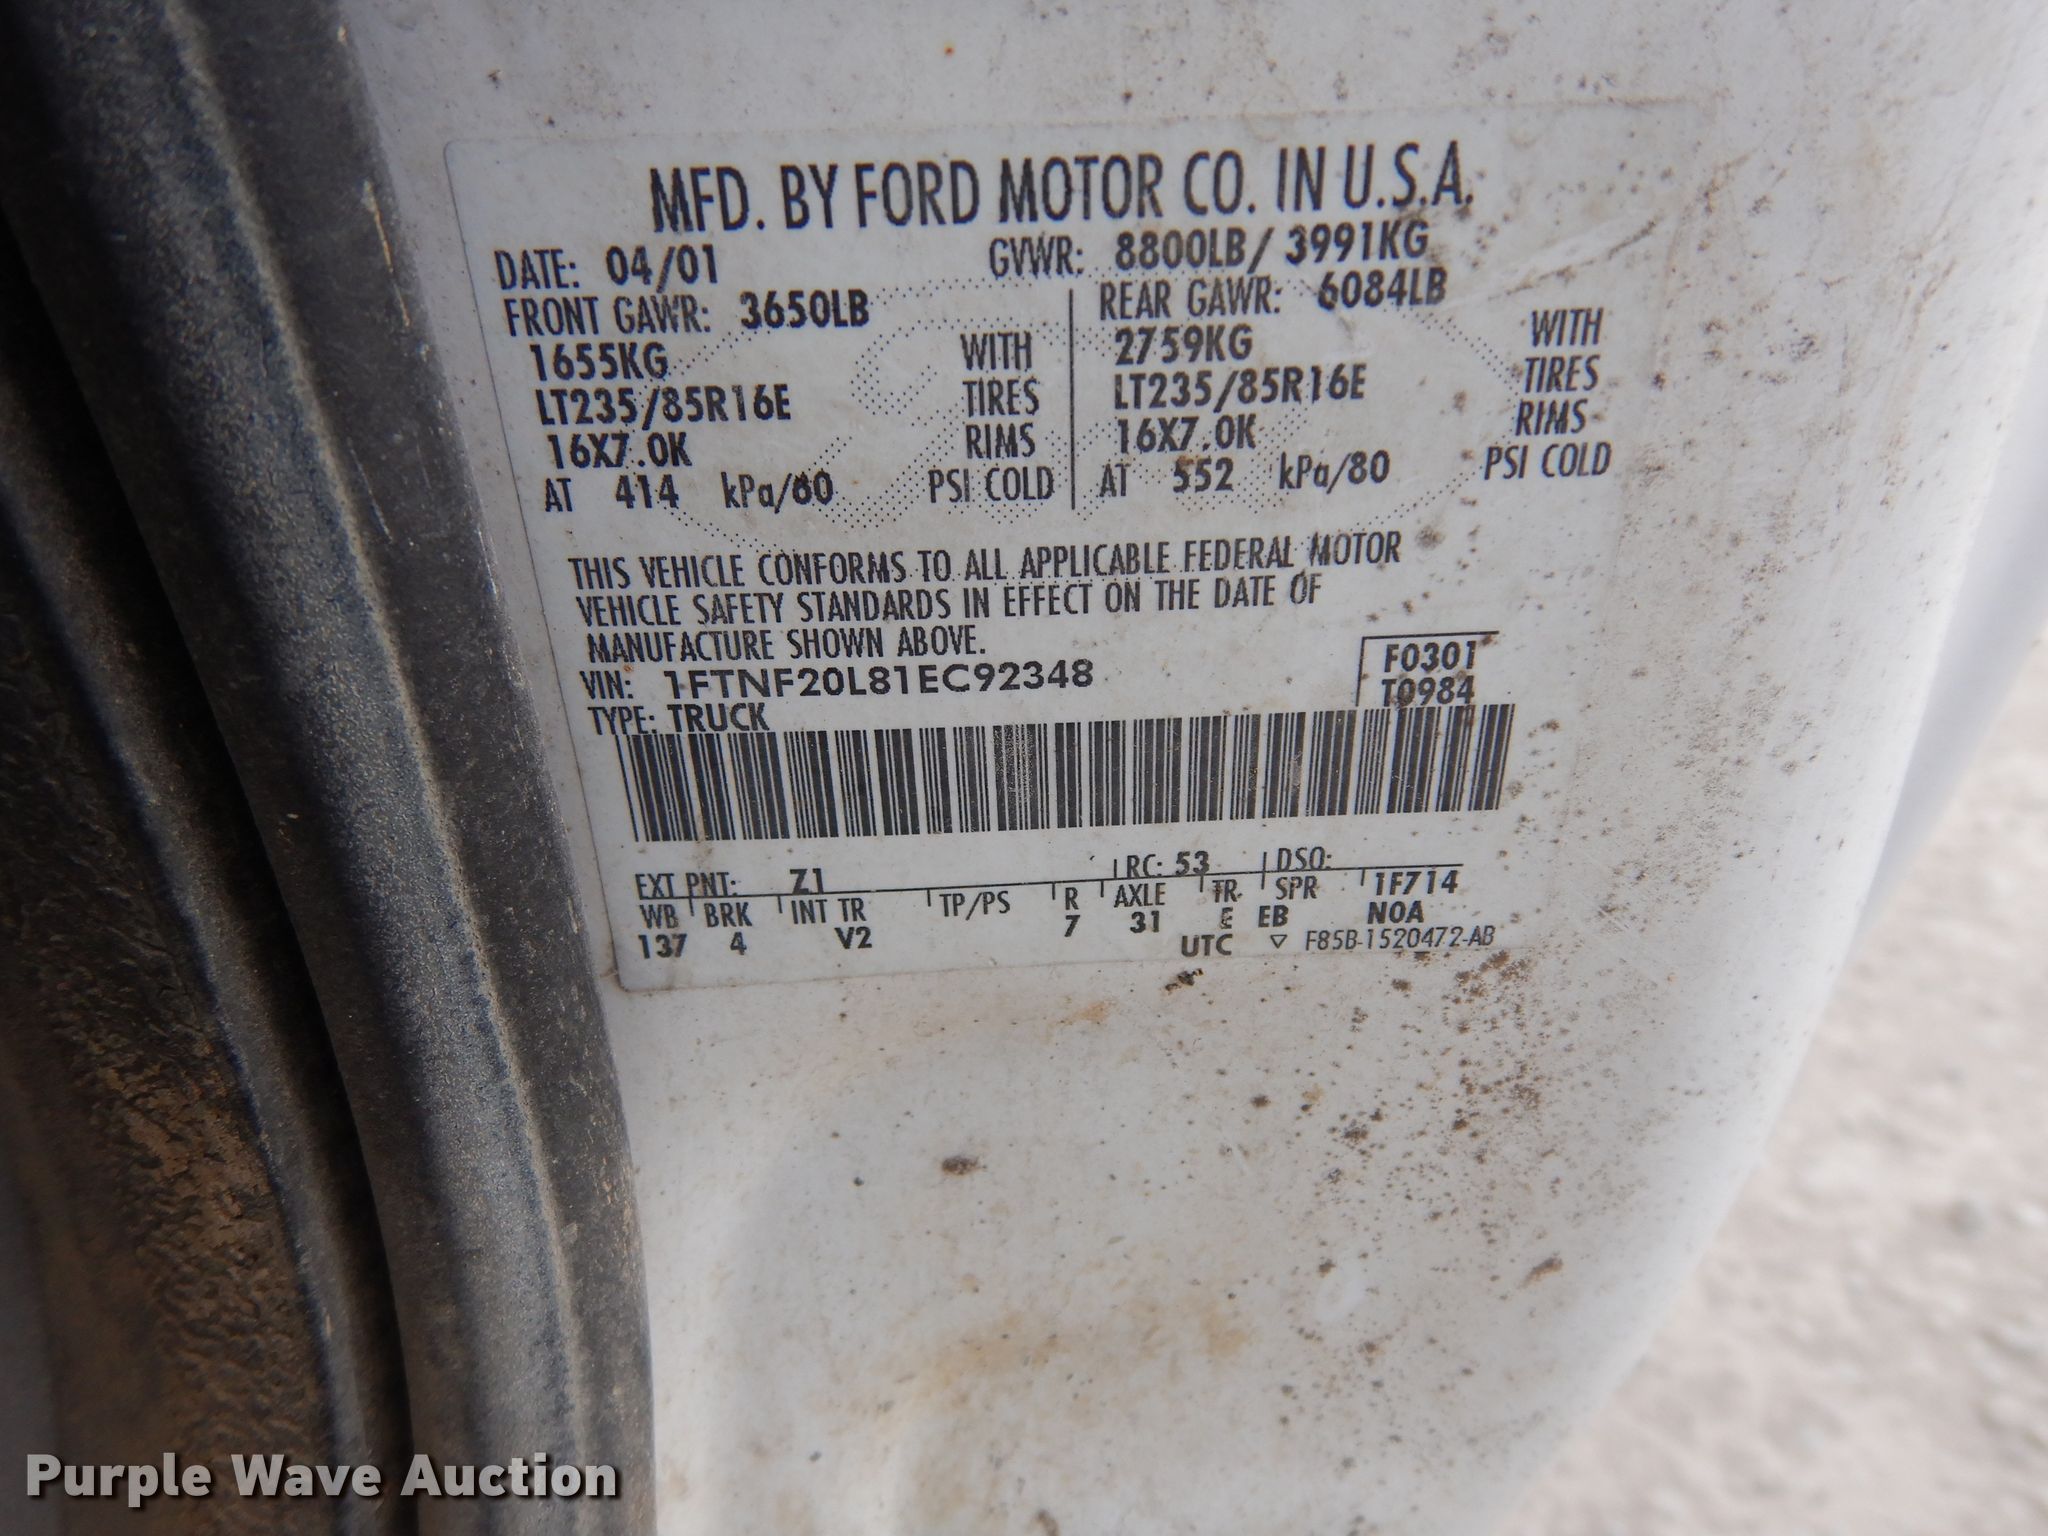 MFD. BY FORD MOTOR CO. IN U.S.A.
DATE: 04/01 GVWR: 8800LB/ 3991KG
FRONT GAWR: 3650LB REAR GAWR: 6084LB
1655KG WITH 2759KG WITH
LT235/85R16E TIRES LT235/85R16E TIRES
16X7.0K RIMS 16X7.0K RIMS
AT 414 kPa/60 PSI COLD AT 552 kPa/80 PSI COLD
THIS VEHICLE CONFORMS TO ALL APPLICABLE FEDERAL MOTOR
VEHICLE SAFETY STANDARDS IN EFFECT ON THE DATE OF
MANUFACTURE SHOWN ABOVE.
VIN: 1FTNF20L81EC92348 F0301
TYPE: TRUCK T0984
EXT PNT: Z1 RC: 53 DSO:
WB BRK INT TR TP/PS R AXLE TR SPR 1F714
137 4 V2 7 31 E EB N0A
UTC ▽ F85B-1520472-AB
Purple Wave Auction